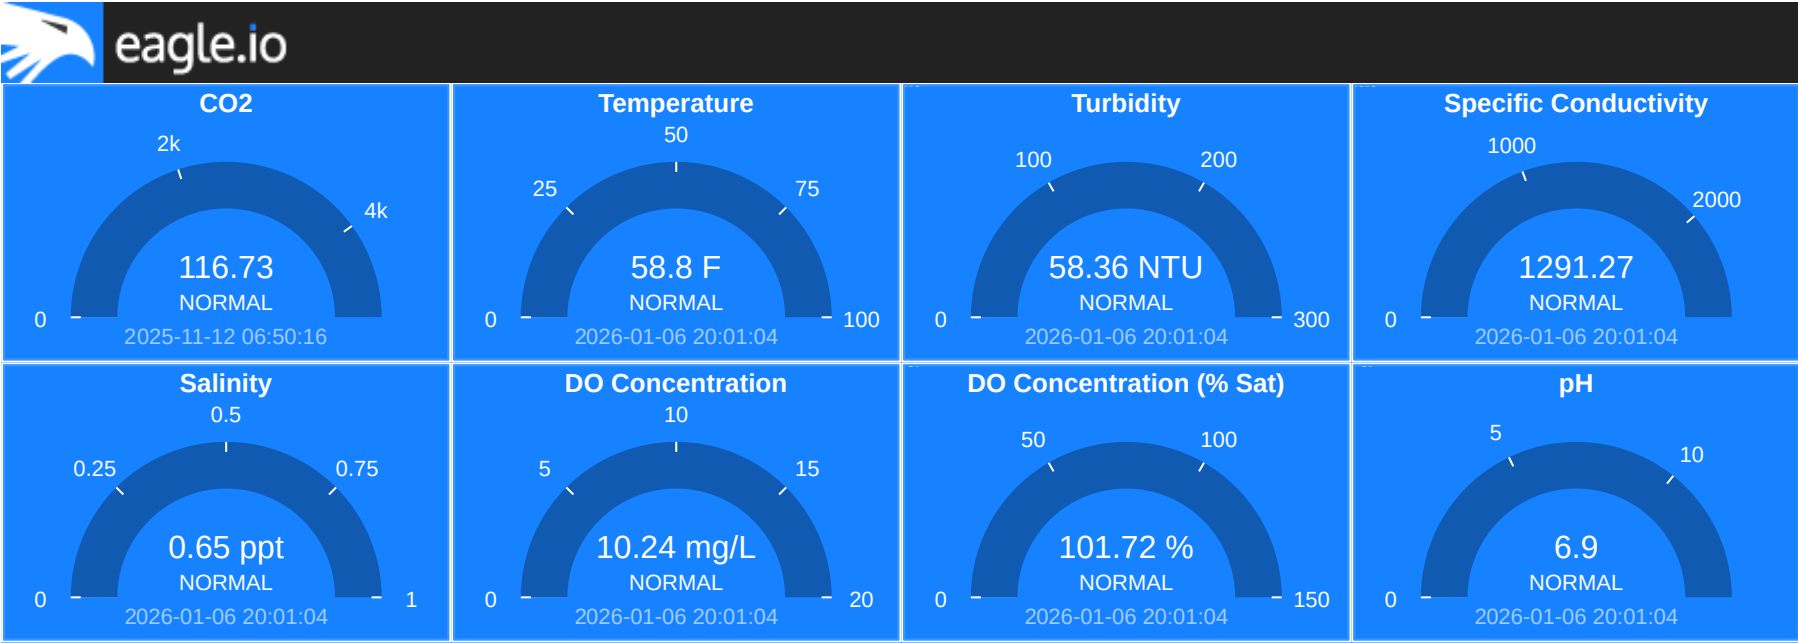 eagle.io
CO2
2k
4k
0
116.73
NORMAL
2025-11-12 06:50:16
Temperature
50
25
75
0
100
58.8 F
NORMAL
2026-01-06 20:01:04
Turbidity
100
200
0
300
58.36 NTU
NORMAL
2026-01-06 20:01:04
Specific Conductivity
1000
2000
0
1291.27
NORMAL
2026-01-06 20:01:04
Salinity
0.5
0.25
0.75
0
1
0.65 ppt
NORMAL
2026-01-06 20:01:04
DO Concentration
10
5
15
0
20
10.24 mg/L
NORMAL
2026-01-06 20:01:04
DO Concentration (% Sat)
50
100
0
150
101.72 %
NORMAL
2026-01-06 20:01:04
pH
5
10
0
6.9
NORMAL
2026-01-06 20:01:04